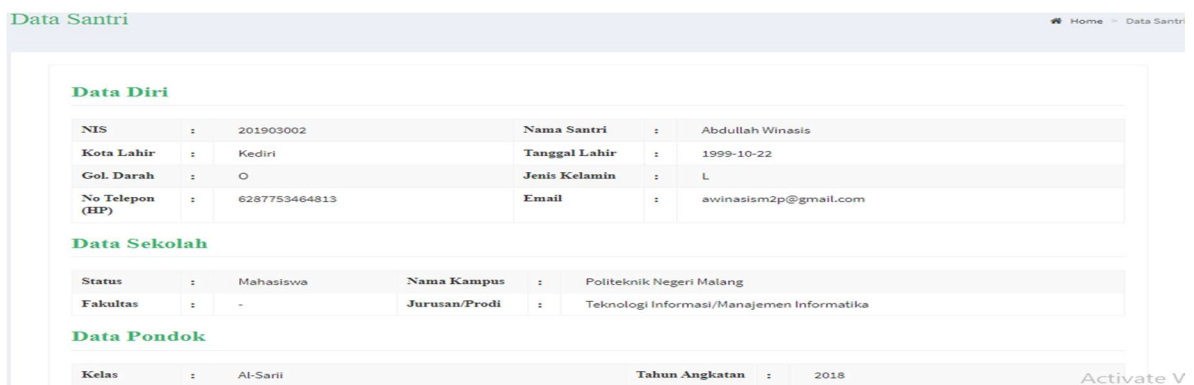 Data Santri
Home > Data Santri
Data Diri
NIS : 201903002 Nama Santri : Abdullah Winasis
Kota Lahir : Kediri Tanggal Lahir : 1999-10-22
Gol. Darah : O Jenis Kelamin : L
No Telepon (HP) : 6287753464813 Email : awinasism2p@gmail.com
Data Sekolah
Status : Mahasiswa Nama Kampus : Politeknik Negeri Malang
Fakultas : - Jurusan/Prodi : Teknologi Informasi/Manajemen Informatika
Data Pondok
Kelas : Al-Sarii Tahun Angkatan : 2018
Activate W